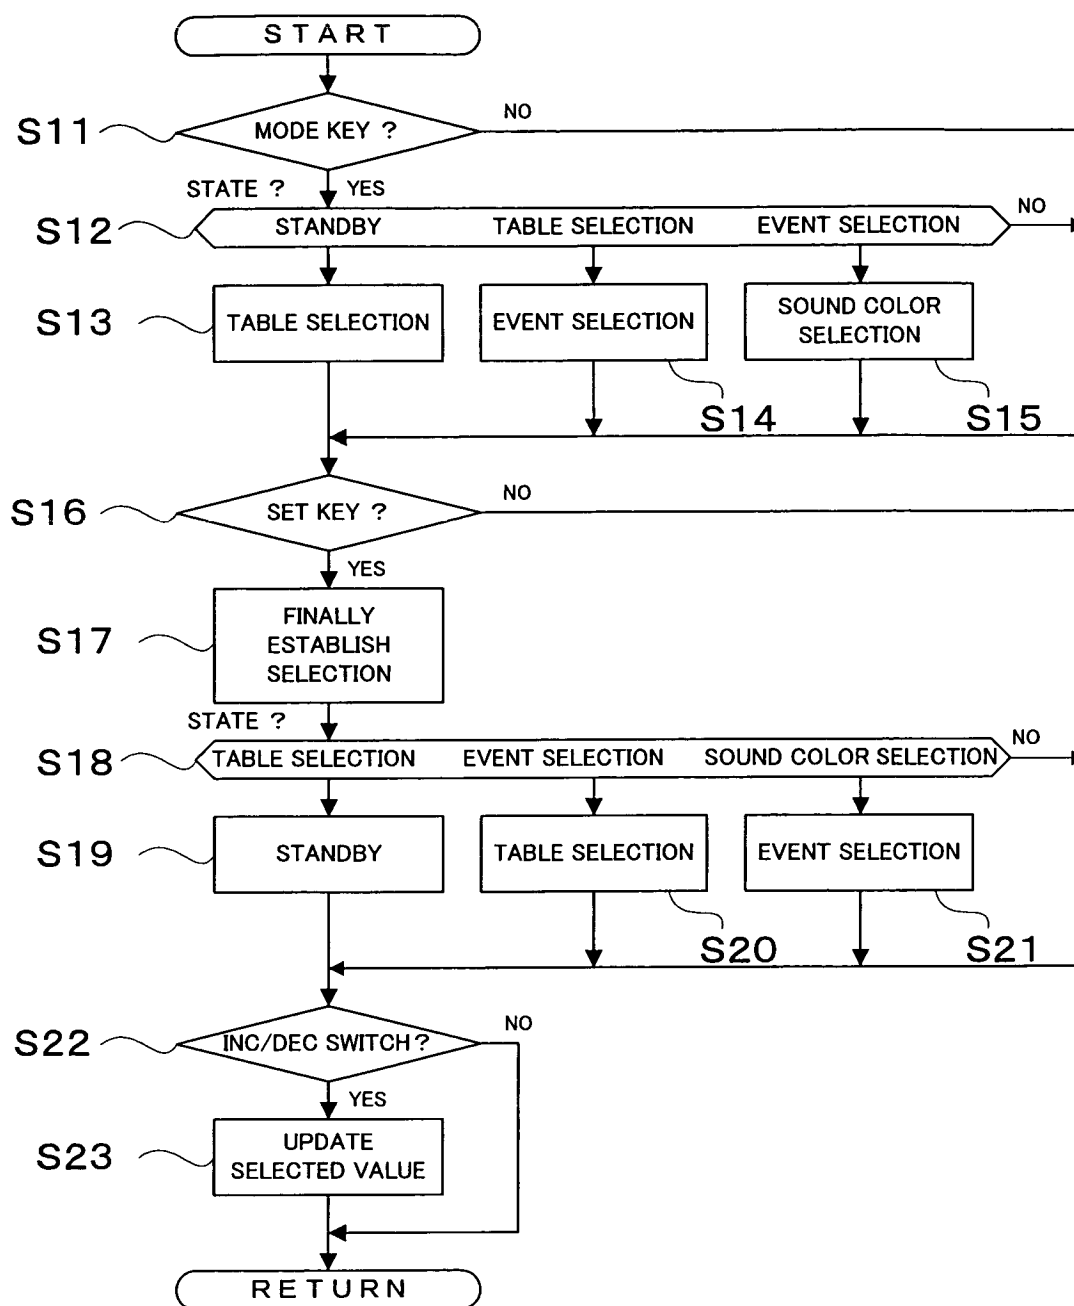 START
S11
MODE KEY ?
NO
STATE ?
YES
S12
STANDBY
TABLE SELECTION
EVENT SELECTION
NO
S13
TABLE SELECTION
EVENT SELECTION
SOUND COLOR
SELECTION
S14
S15
S16
SET KEY ?
NO
YES
S17
FINALLY
ESTABLISH
SELECTION
STATE ?
S18
TABLE SELECTION
EVENT SELECTION
SOUND COLOR SELECTION
NO
S19
STANDBY
TABLE SELECTION
EVENT SELECTION
S20
S21
S22
INC/DEC SWITCH ?
NO
YES
S23
UPDATE
SELECTED VALUE
RETURN